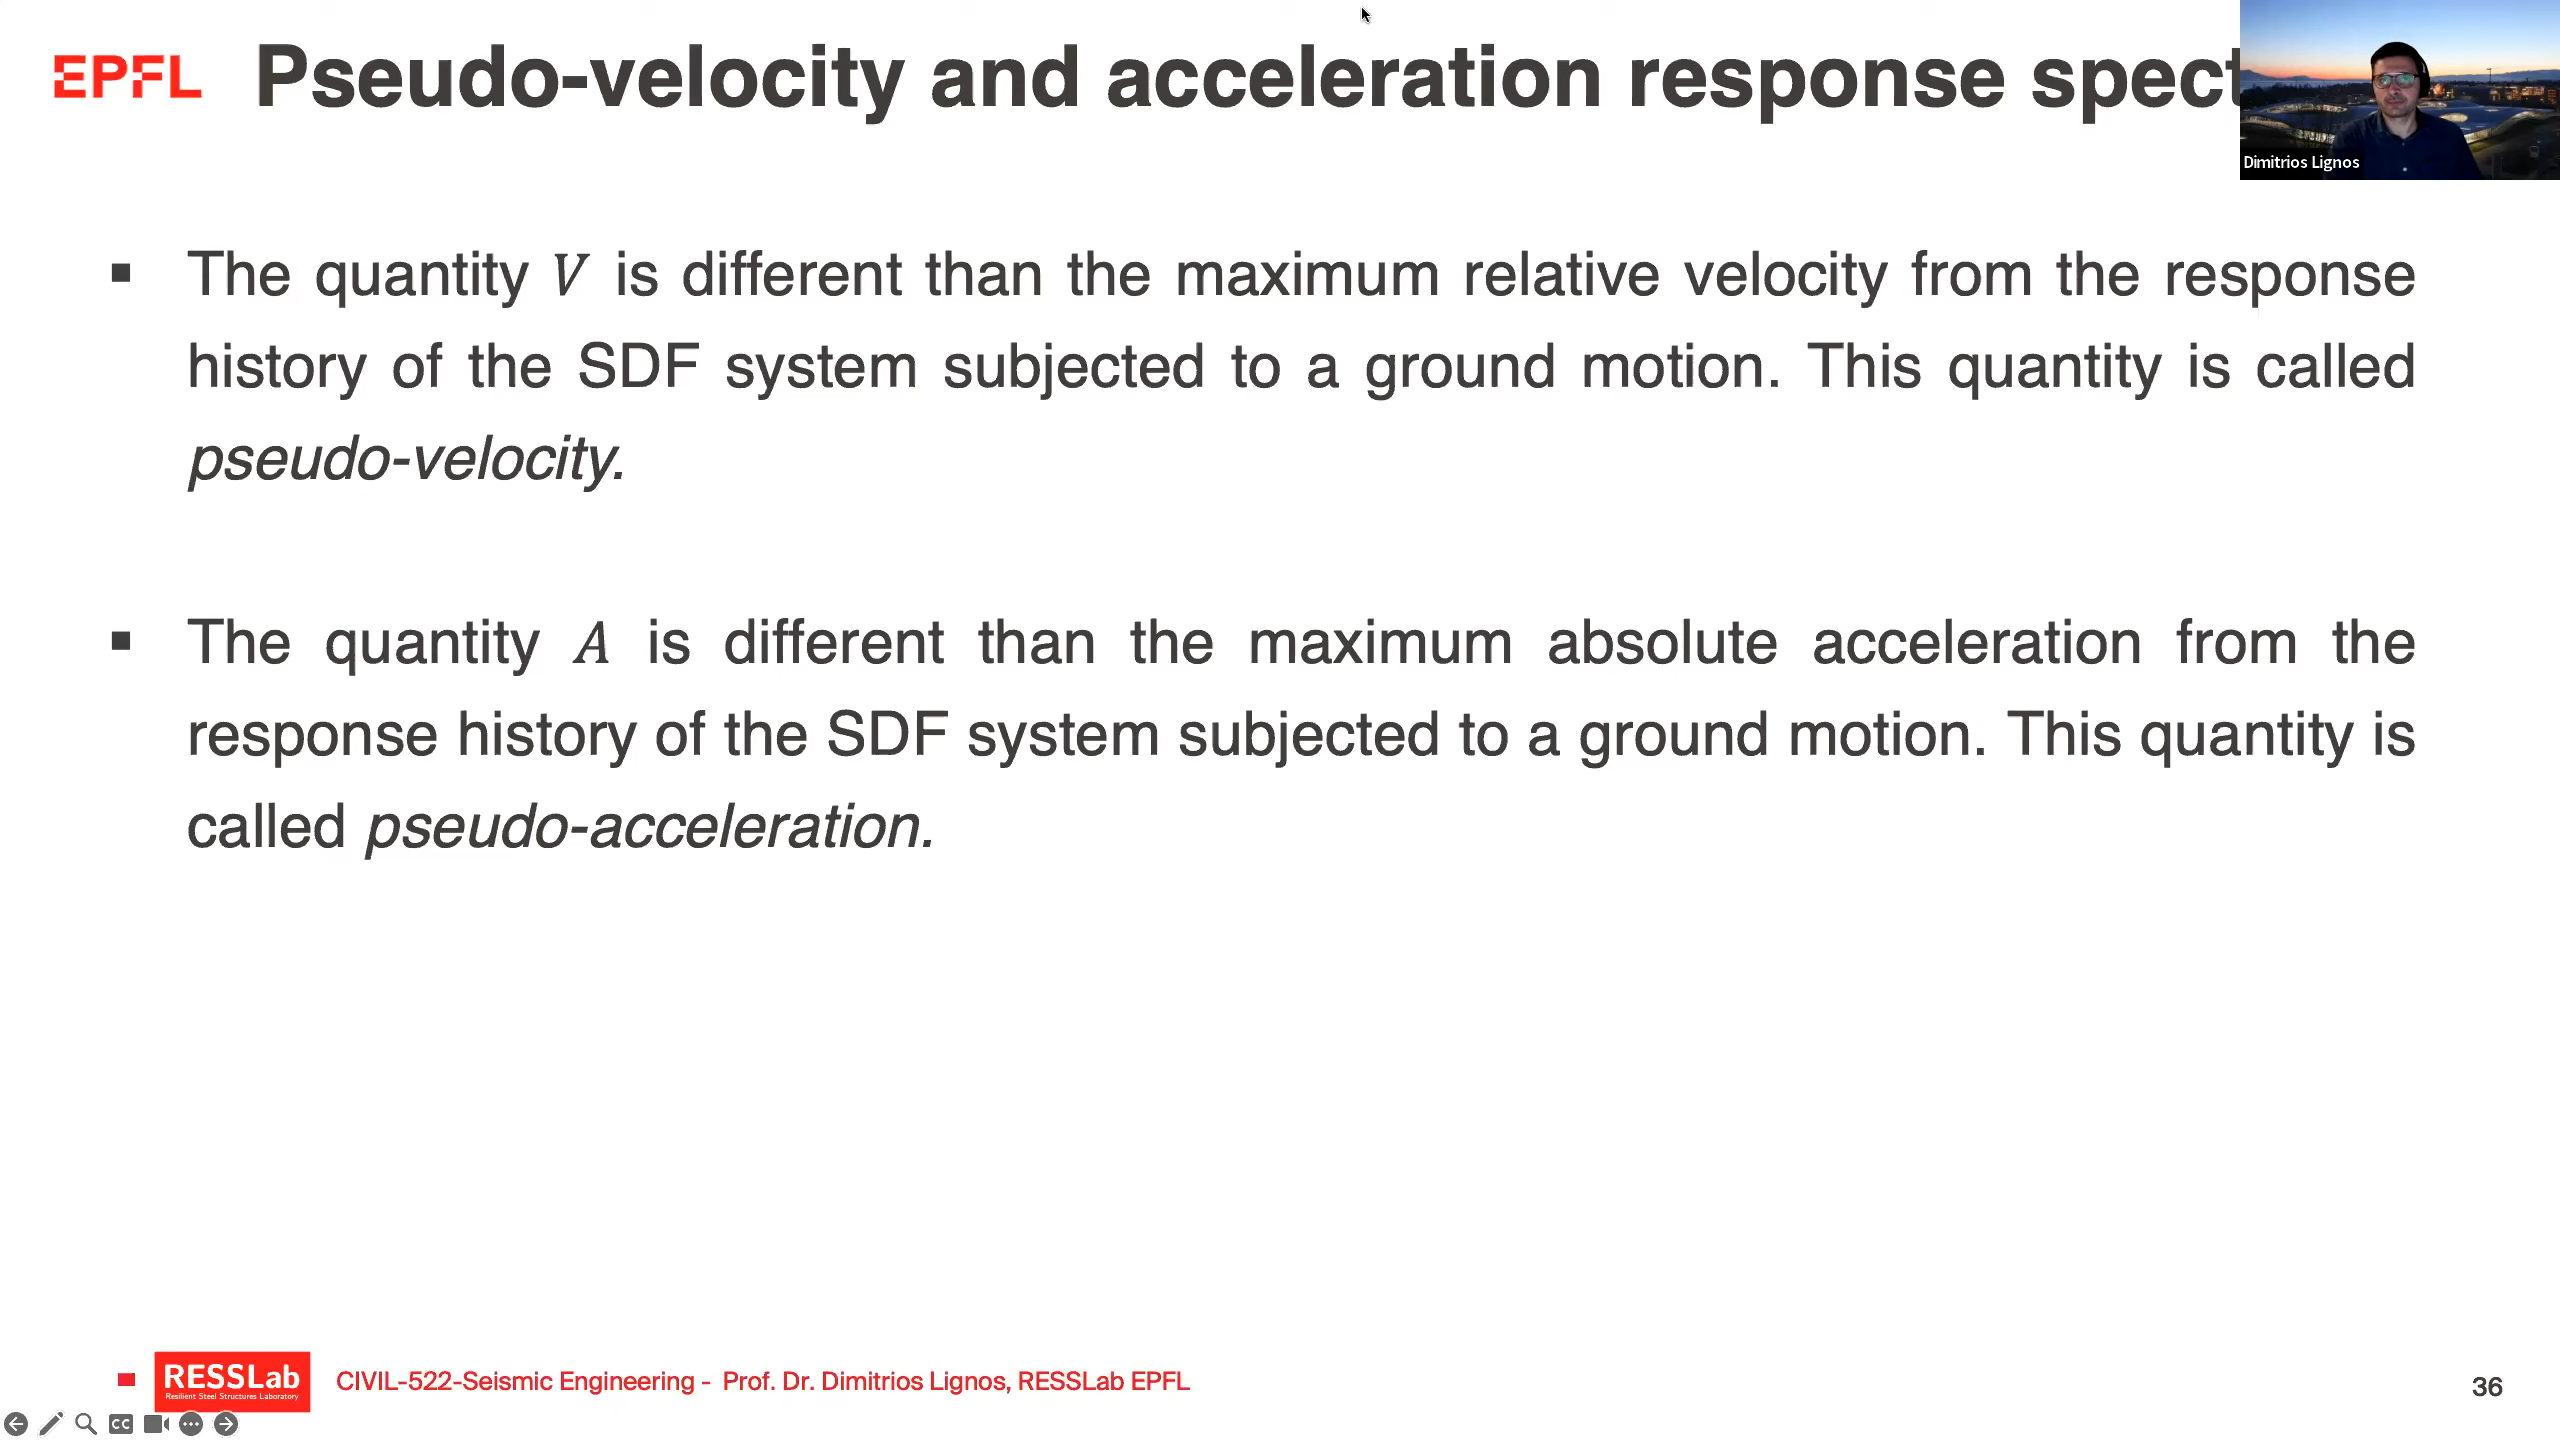 EPFL Pseudo-velocity and acceleration response spect
Dimitrios Lignos
▪ The quantity V is different than the maximum relative velocity from the response
history of the SDF system subjected to a ground motion. This quantity is called
pseudo-velocity.
▪ The quantity A is different than the maximum absolute acceleration from the
response history of the SDF system subjected to a ground motion. This quantity is
called pseudo-acceleration.
RESSLab
Resilient Steel Structures Laboratory
CIVIL-522-Seismic Engineering - Prof. Dr. Dimitrios Lignos, RESSLab EPFL
36
CC